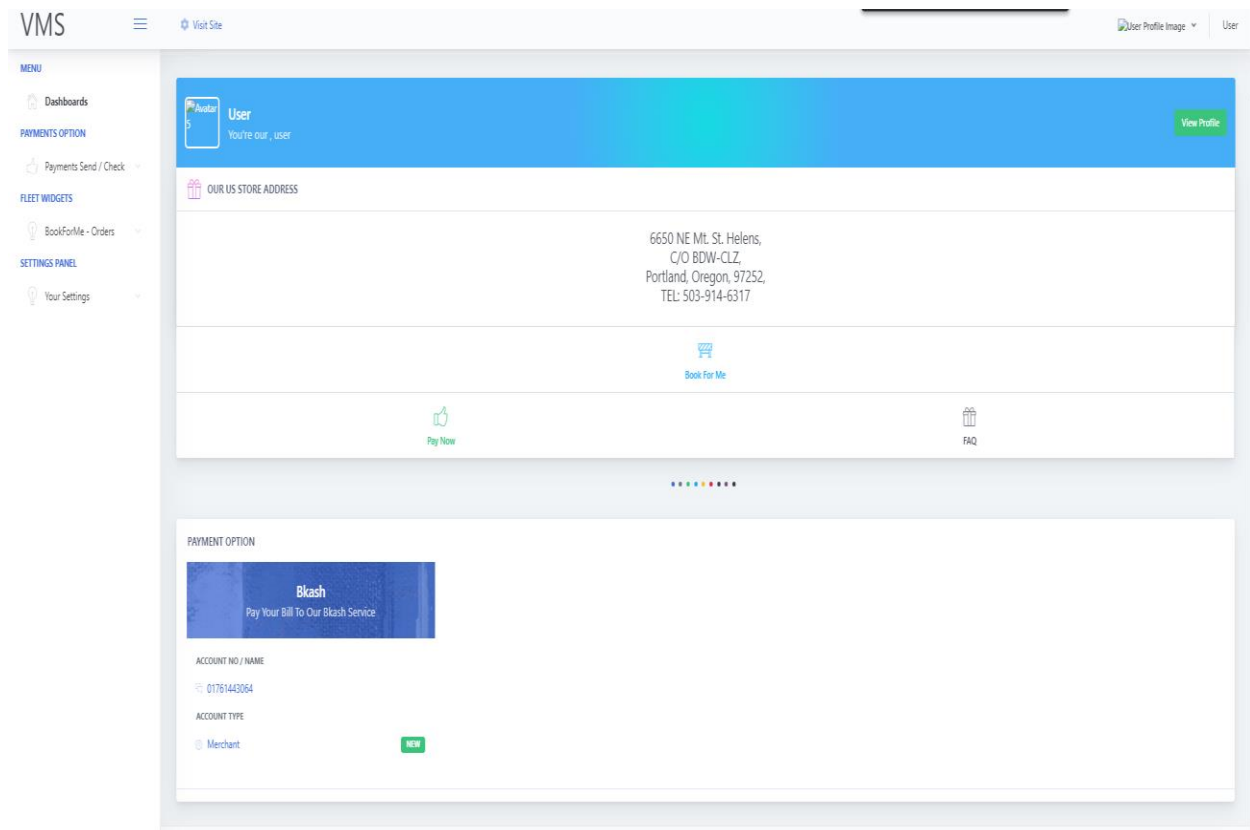 VMS
Visit Site
User Profile Image
User
MENU
Dashboards
PAYMENTS OPTION
Payments Send / Check
FLEET WIDGETS
BookForMe - Orders
SETTINGS PANEL
Your Settings
Avatar 5
User
You're our , user
View Profile
OUR US STORE ADDRESS
6650 NE Mt. St. Helens,
C/O BDW-CLZ,
Portland, Oregon, 97252,
TEL: 503-914-6317
Book For Me
Pay Now
FAQ
PAYMENT OPTION
Bkash
Pay Your Bill To Our Bkash Service
ACCOUNT NO / NAME
01761443064
ACCOUNT TYPE
Merchant
NEW